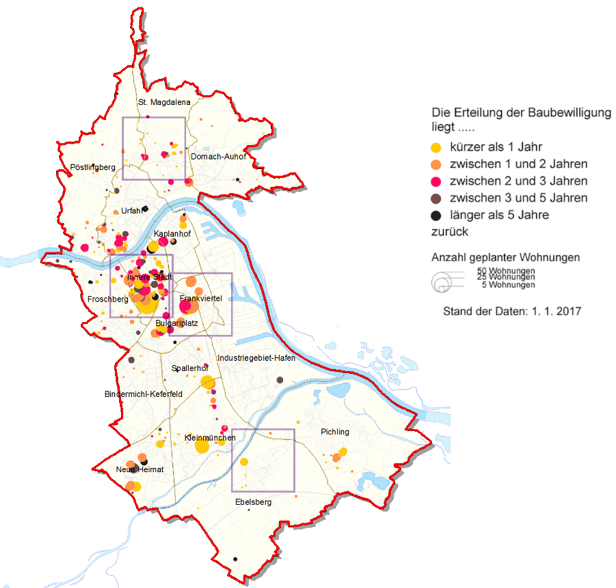 St. Magdalena
Dornach-Auhof
Pöstlingberg
Urfahr
Kaplanhof
Innere Stadt
Froschberg
Frankviertel
Bulgariplatz
Industriegebiet-Hafen
Spallerhof
Bindermichl-Keferfeld
Pichling
Kleinmünchen
Neue Heimat
Ebelsberg
Die Erteilung der Baubewilligung
liegt .....
kürzer als 1 Jahr
zwischen 1 und 2 Jahren
zwischen 2 und 3 Jahren
zwischen 3 und 5 Jahren
länger als 5 Jahre
zurück
Anzahl geplanter Wohnungen
50 Wohnungen
25 Wohnungen
5 Wohnungen
Stand der Daten: 1. 1. 2017